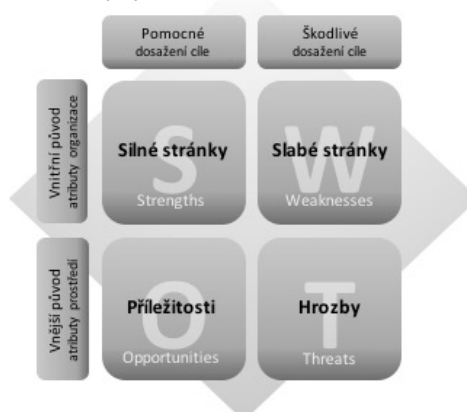 Pomocné
dosažení cíle
Škodlivé
dosažení cíle
Vnitřní původ
atributy organizace
S
Silné stránky
Strengths
W
Slabé stránky
Weaknesses
Vnější původ
atributy prostředí
O
Příležitosti
Opportunities
T
Hrozby
Threats